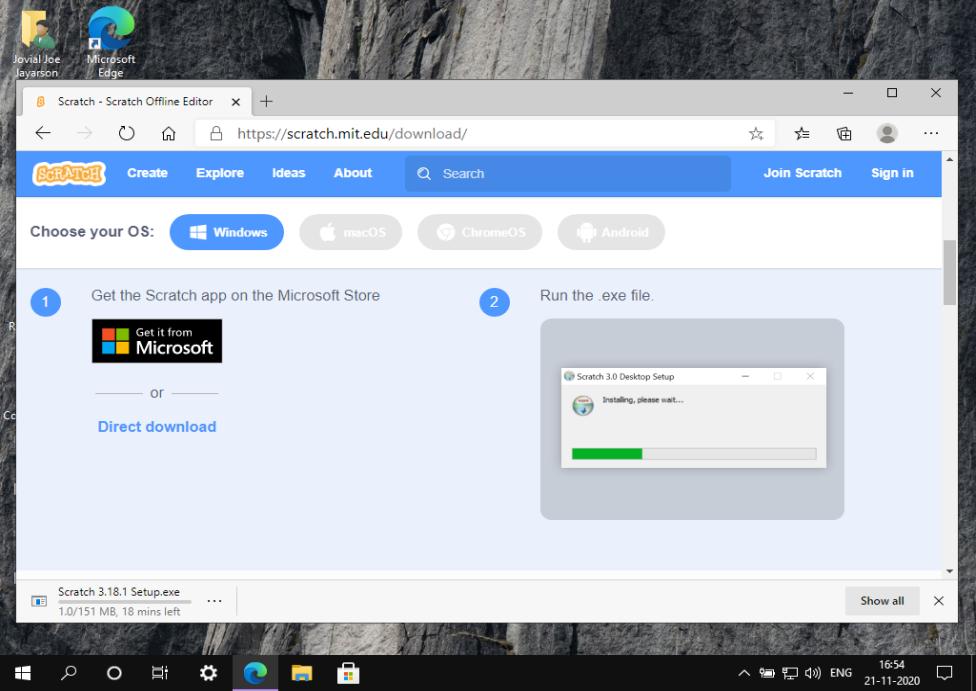 Jovial Joe
Jayarson
Microsoft
Edge
Scratch - Scratch Offline Editor
https://scratch.mit.edu/download/
SCRATCH
Create
Explore
Ideas
About
Search
Join Scratch
Sign in
Choose your OS:
Windows
macOS
ChromeOS
Android
1
Get the Scratch app on the Microsoft Store
Get it from
Microsoft
or
Direct download
2
Run the .exe file.
Scratch 3.0 Desktop Setup
Installing, please wait...
R
Co
Scratch 3.18.1 Setup.exe
1.0/151 MB, 18 mins left
Show all
ENG
16:54
21-11-2020